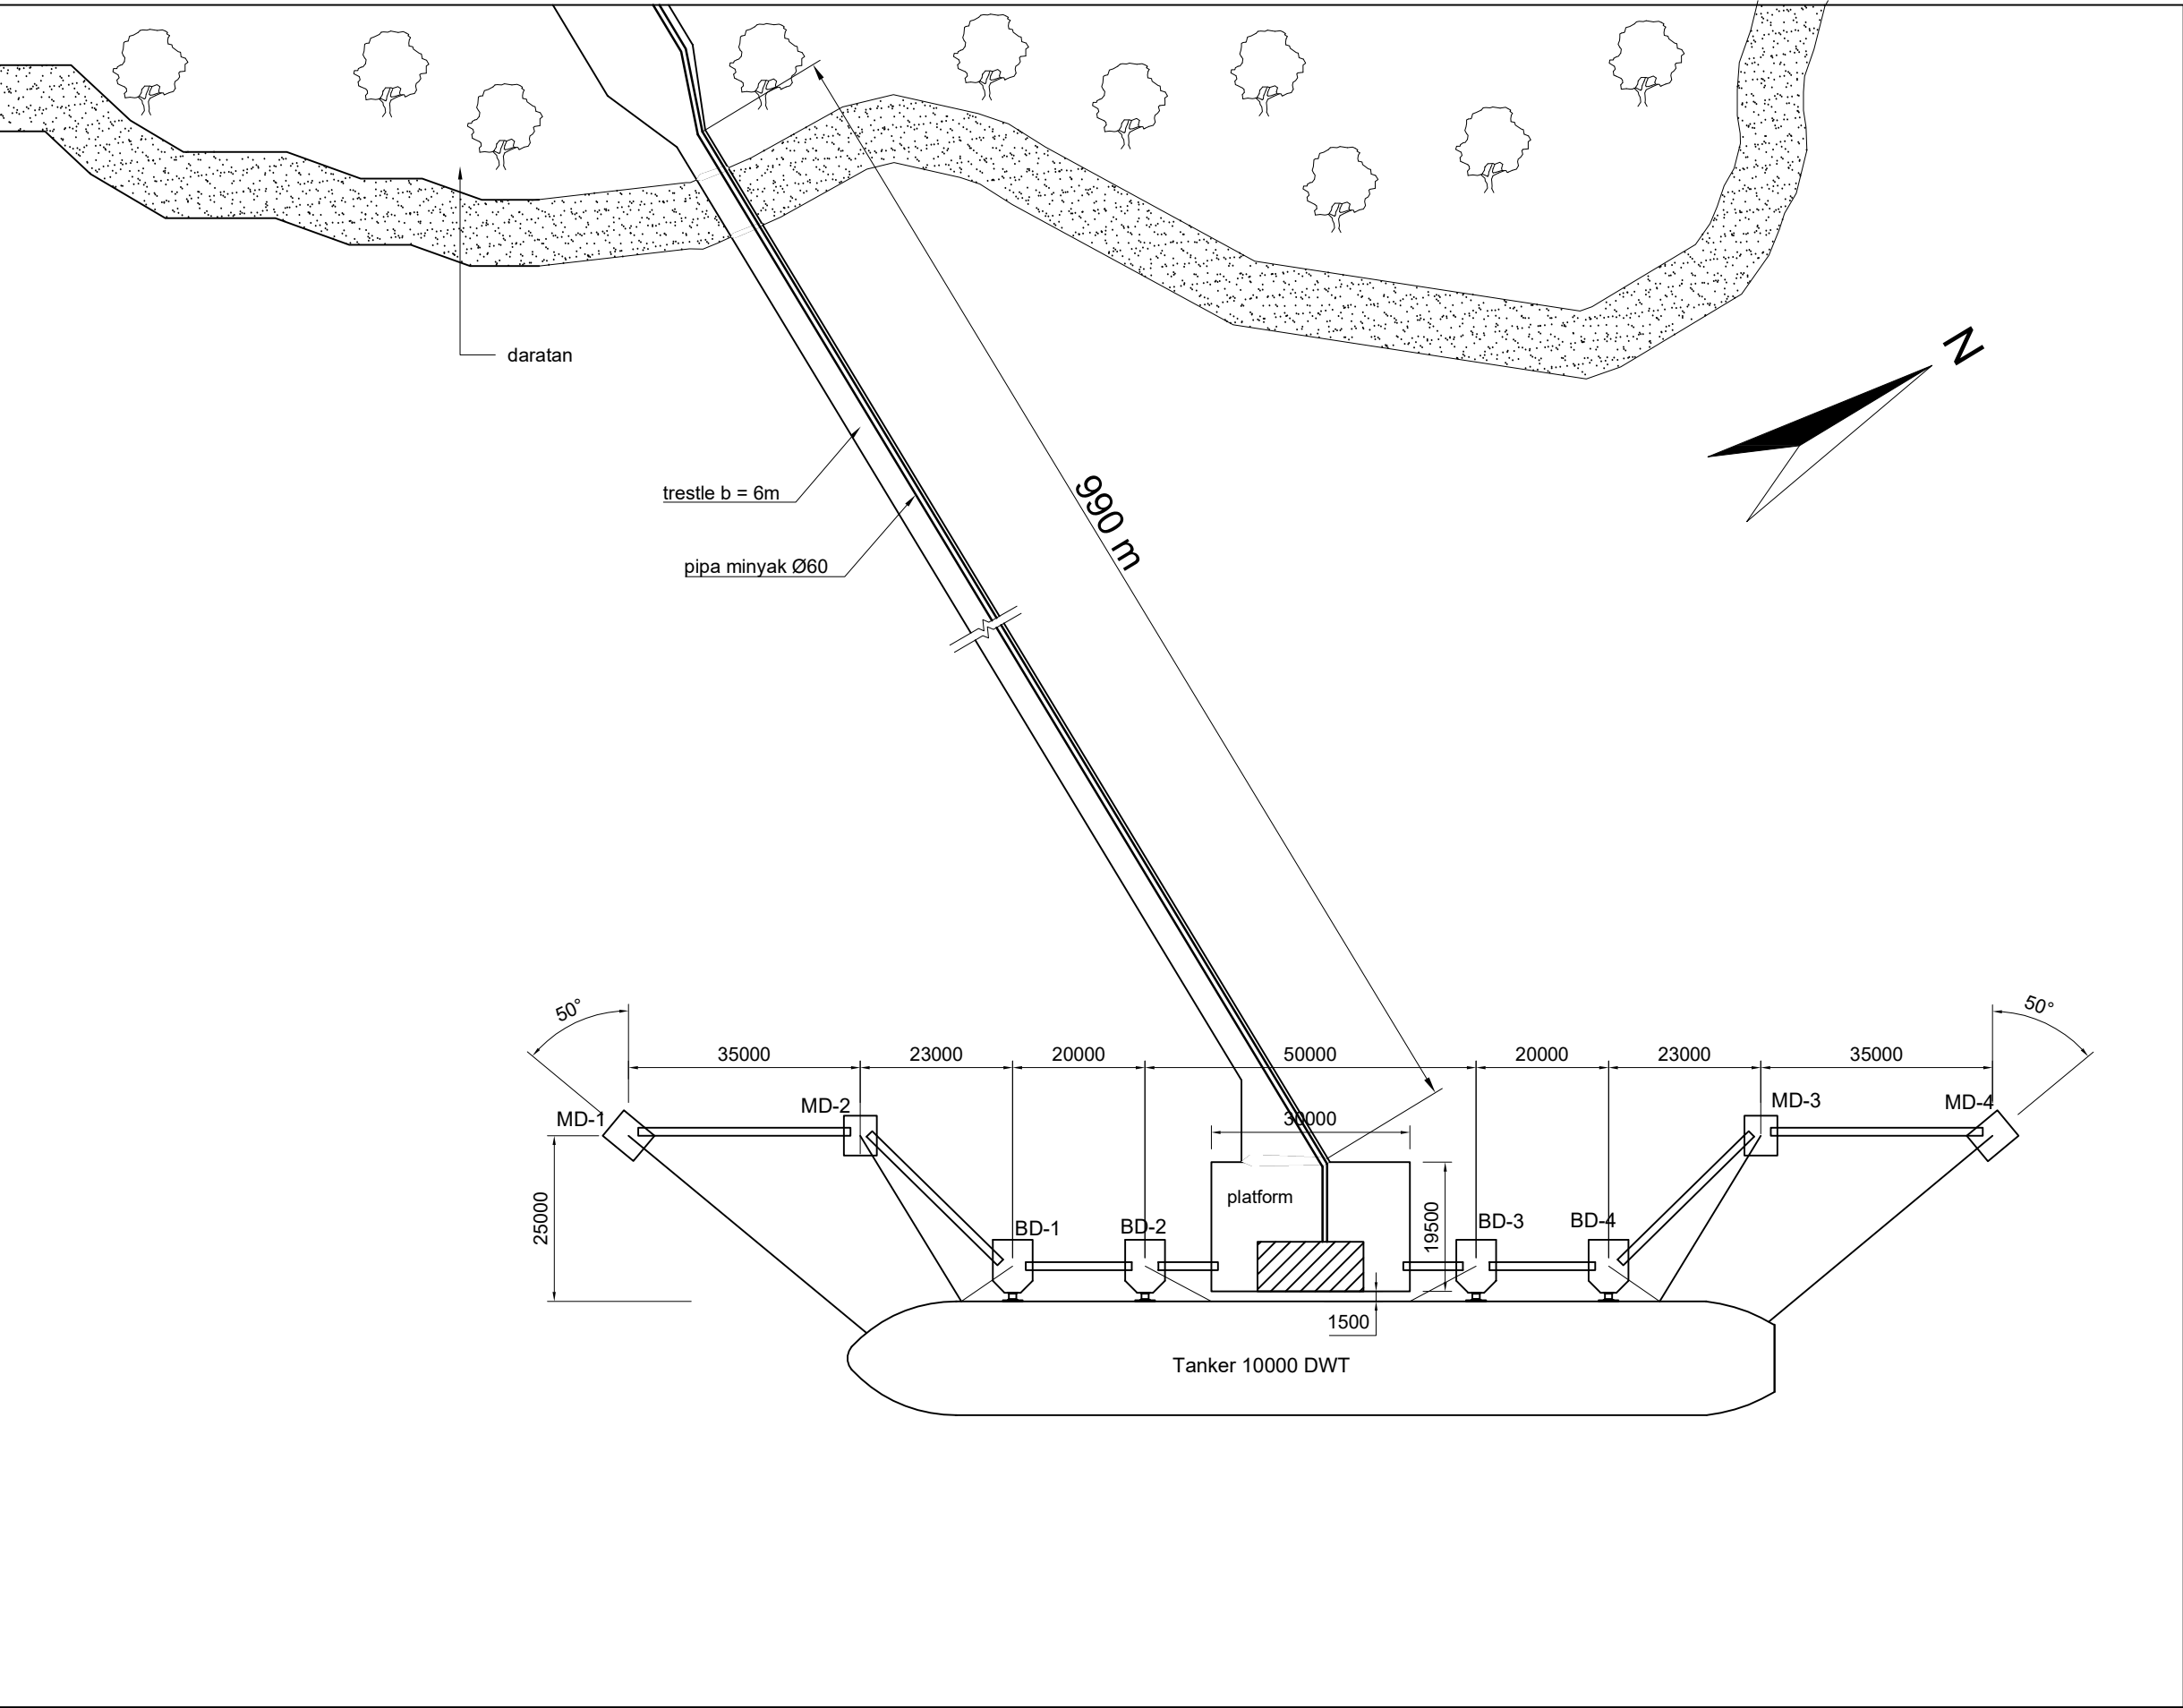 N
daratan
trestle b = 6m
990 m
pipa minyak Ø60
50°
50°
35000
23000
20000
50000
20000
23000
35000
MD-1
MD-2
30000
MD-3
MD-4
25000
platform
19500
BD-1
BD-2
BD-3
BD-4
1500
Tanker 10000 DWT